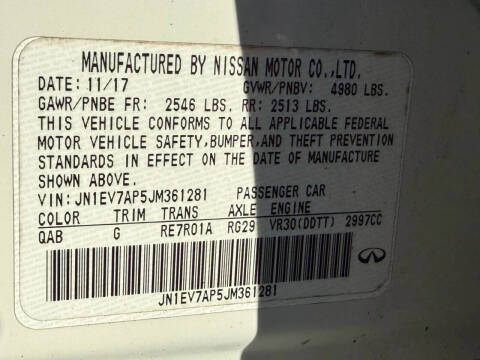 MANUFACTURED BY NISSAN MOTOR CO.,LTD.
DATE: 11/17 GVWR/PNBV: 4980 LBS.
GAWR/PNBE FR: 2546 LBS. RR: 2513 LBS.
THIS VEHICLE CONFORMS TO ALL APPLICABLE FEDERAL
MOTOR VEHICLE SAFETY,BUMPER,AND THEFT PREVENTION
STANDARDS IN EFFECT ON THE DATE OF MANUFACTURE
SHOWN ABOVE.
VIN: JN1EV7AP5JM361281 PASSENGER CAR
COLOR TRIM TRANS AXLE ENGINE
QAB G RE7R01A RG29 VR30(DDTT) 2997CC
JN1EV7AP5JM361281